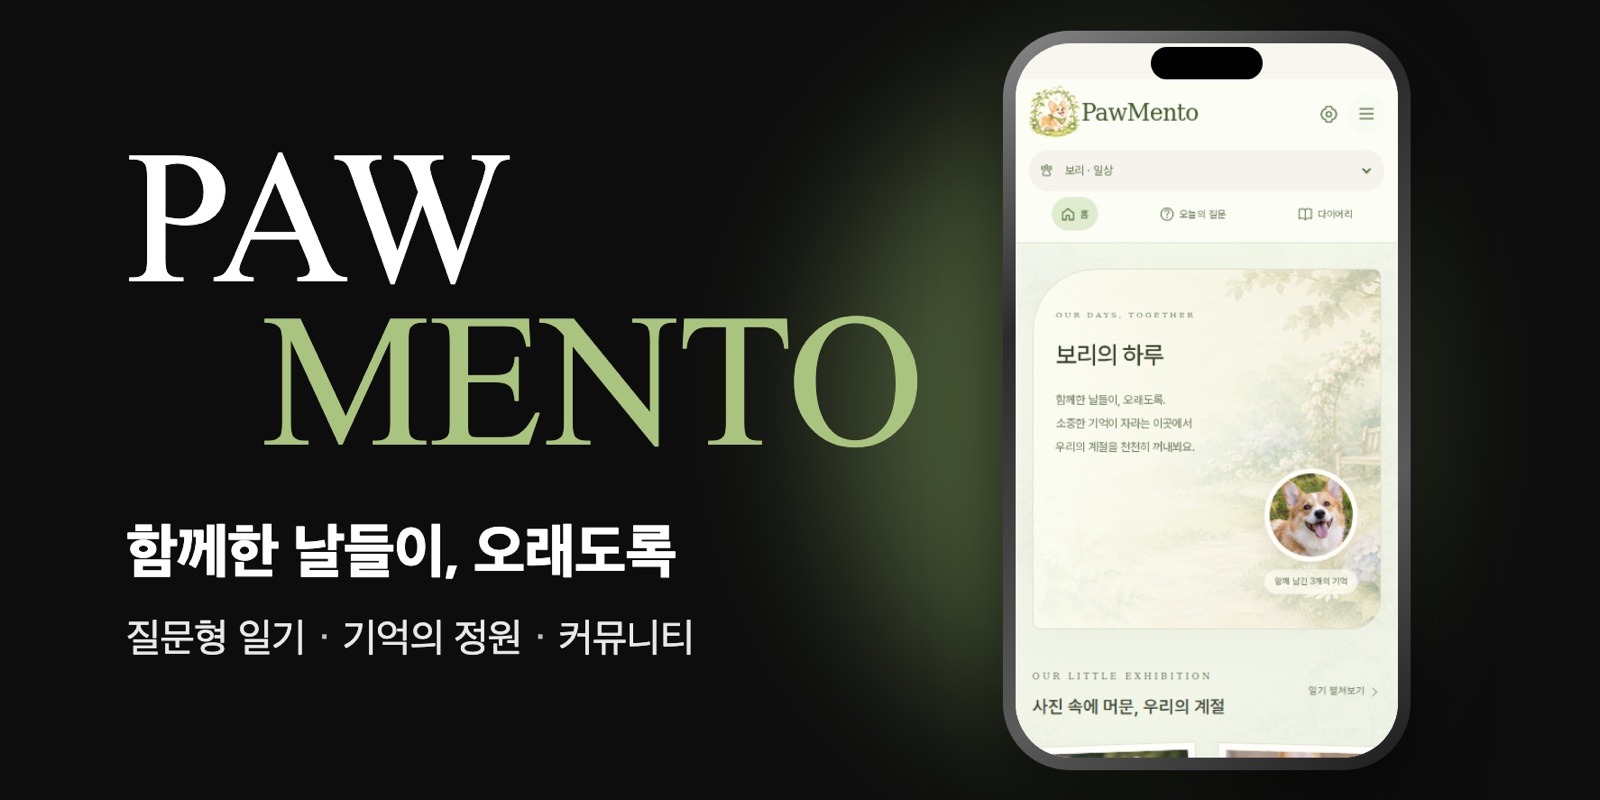 PAW
MENTO
함께한 날들이, 오래도록
질문형 일기 · 기억의 정원 · 커뮤니티
PawMento
보리 · 일상
홈
오늘의 질문
다이어리
OUR DAYS, TOGETHER
보리의 하루
함께한 날들이, 오래도록.
소중한 기억이 자라는 이곳에서
우리의 계절을 천천히 꺼내봐요.
함께 남긴 3개의 기억
OUR LITTLE EXHIBITION
일기 펼쳐보기
사진 속에 머문, 우리의 계절